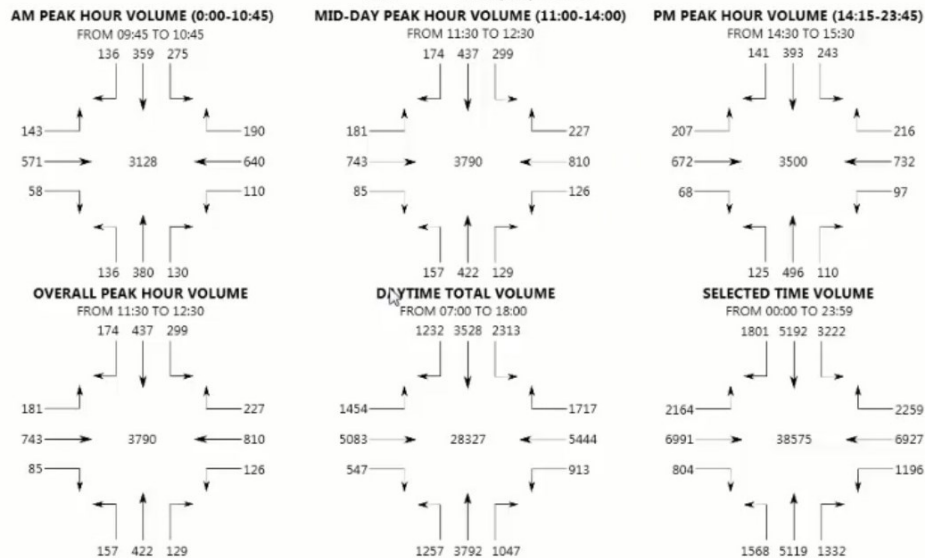 AM PEAK HOUR VOLUME (0:00-10:45)
FROM 09:45 TO 10:45
136 359 275
143 190
571 3128 640
58 110
136 380 130
MID-DAY PEAK HOUR VOLUME (11:00-14:00)
FROM 11:30 TO 12:30
174 437 299
181 227
743 3790 810
85 126
157 422 129
PM PEAK HOUR VOLUME (14:15-23:45)
FROM 14:30 TO 15:30
141 393 243
207 216
672 3500 732
68 97
125 496 110
OVERALL PEAK HOUR VOLUME
FROM 11:30 TO 12:30
174 437 299
181 227
743 3790 810
85 126
157 422 129
DAYTIME TOTAL VOLUME
FROM 07:00 TO 18:00
1232 3528 2313
1454 1717
5083 28327 5444
547 913
1257 3792 1047
SELECTED TIME VOLUME
FROM 00:00 TO 23:59
1801 5192 3222
2164 2259
6991 38575 6927
804 1196
1568 5119 1332